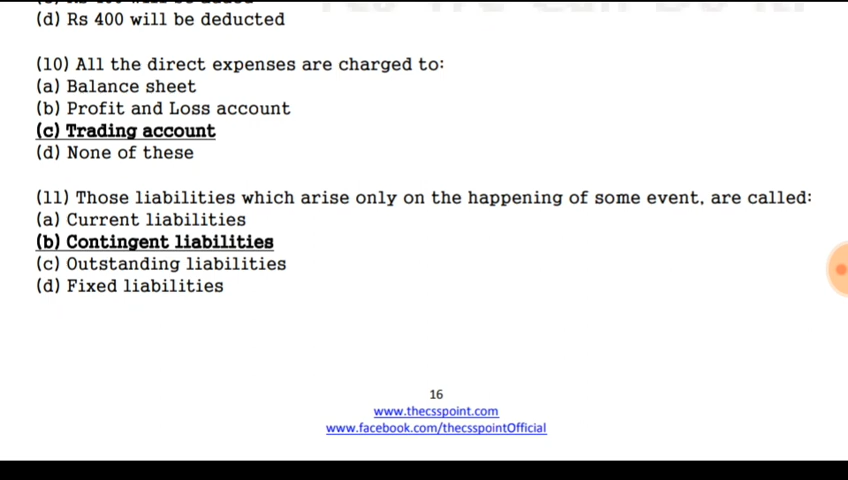 (d) Rs 400 will be deducted
(10) All the direct expenses are charged to:
(a) Balance sheet
(b) Profit and Loss account
(c) Trading account
(d) None of these
(11) Those liabilities which arise only on the happening of some event, are called:
(a) Current liabilities
(b) Contingent liabilities
(c) Outstanding liabilities
(d) Fixed liabilities
16
www.thecsspoint.com
www.facebook.com/thecsspointOfficial